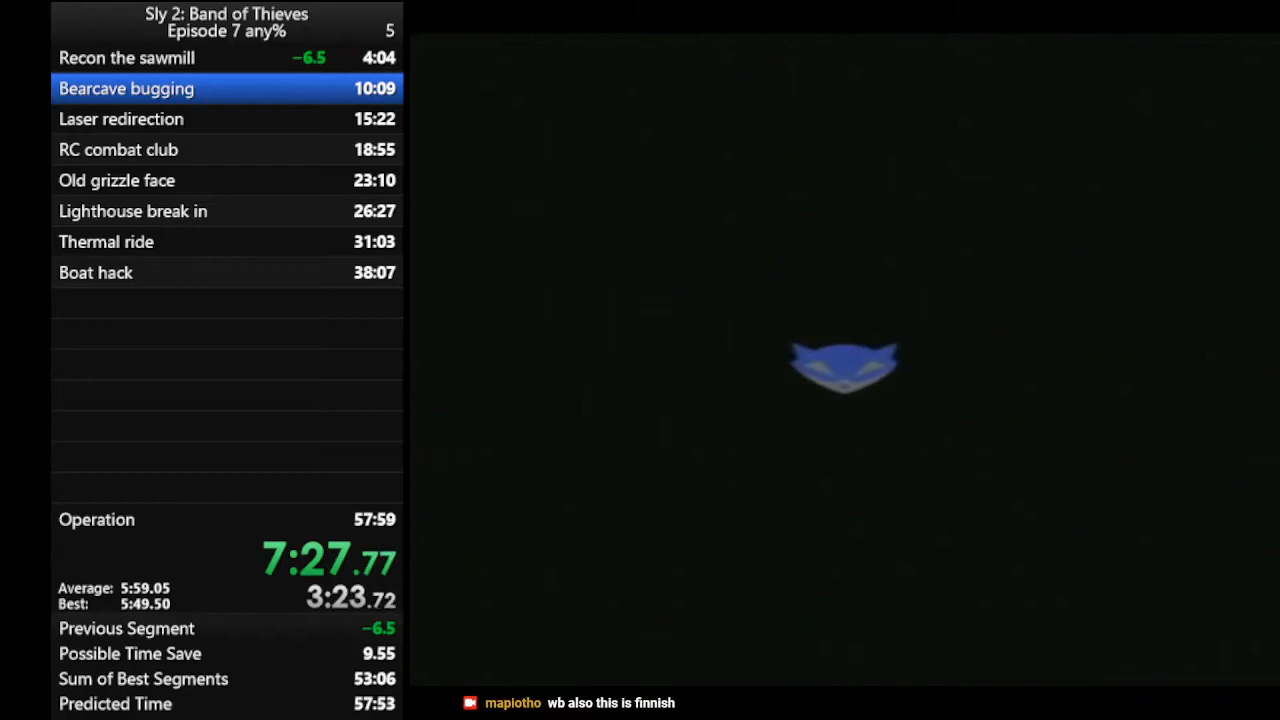 Sly 2: Band of Thieves
Episode 7 any% 5
Recon the sawmill −6.5 4:04
Bearcave bugging 10:09
Laser redirection 15:22
RC combat club 18:55
Old grizzle face 23:10
Lighthouse break in 26:27
Thermal ride 31:03
Boat hack 38:07
Operation 57:59
7:27.77
Average: 5:59.05
Best: 5:49.50
3:23.72
Previous Segment −6.5
Possible Time Save 9.55
Sum of Best Segments 53:06
Predicted Time 57:53
mapiotho wb also this is finnish